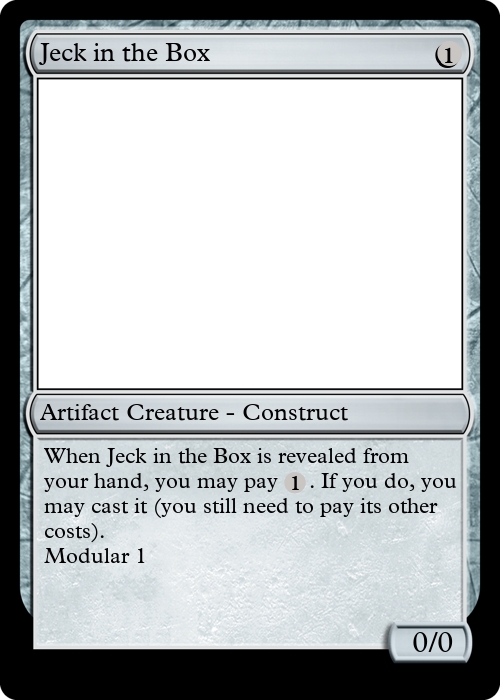 Jeck in the Box
1
Artifact Creature - Construct
When Jeck in the Box is revealed from
your hand, you may pay 1 . If you do, you
may cast it (you still need to pay its other
costs).
Modular 1
0/0